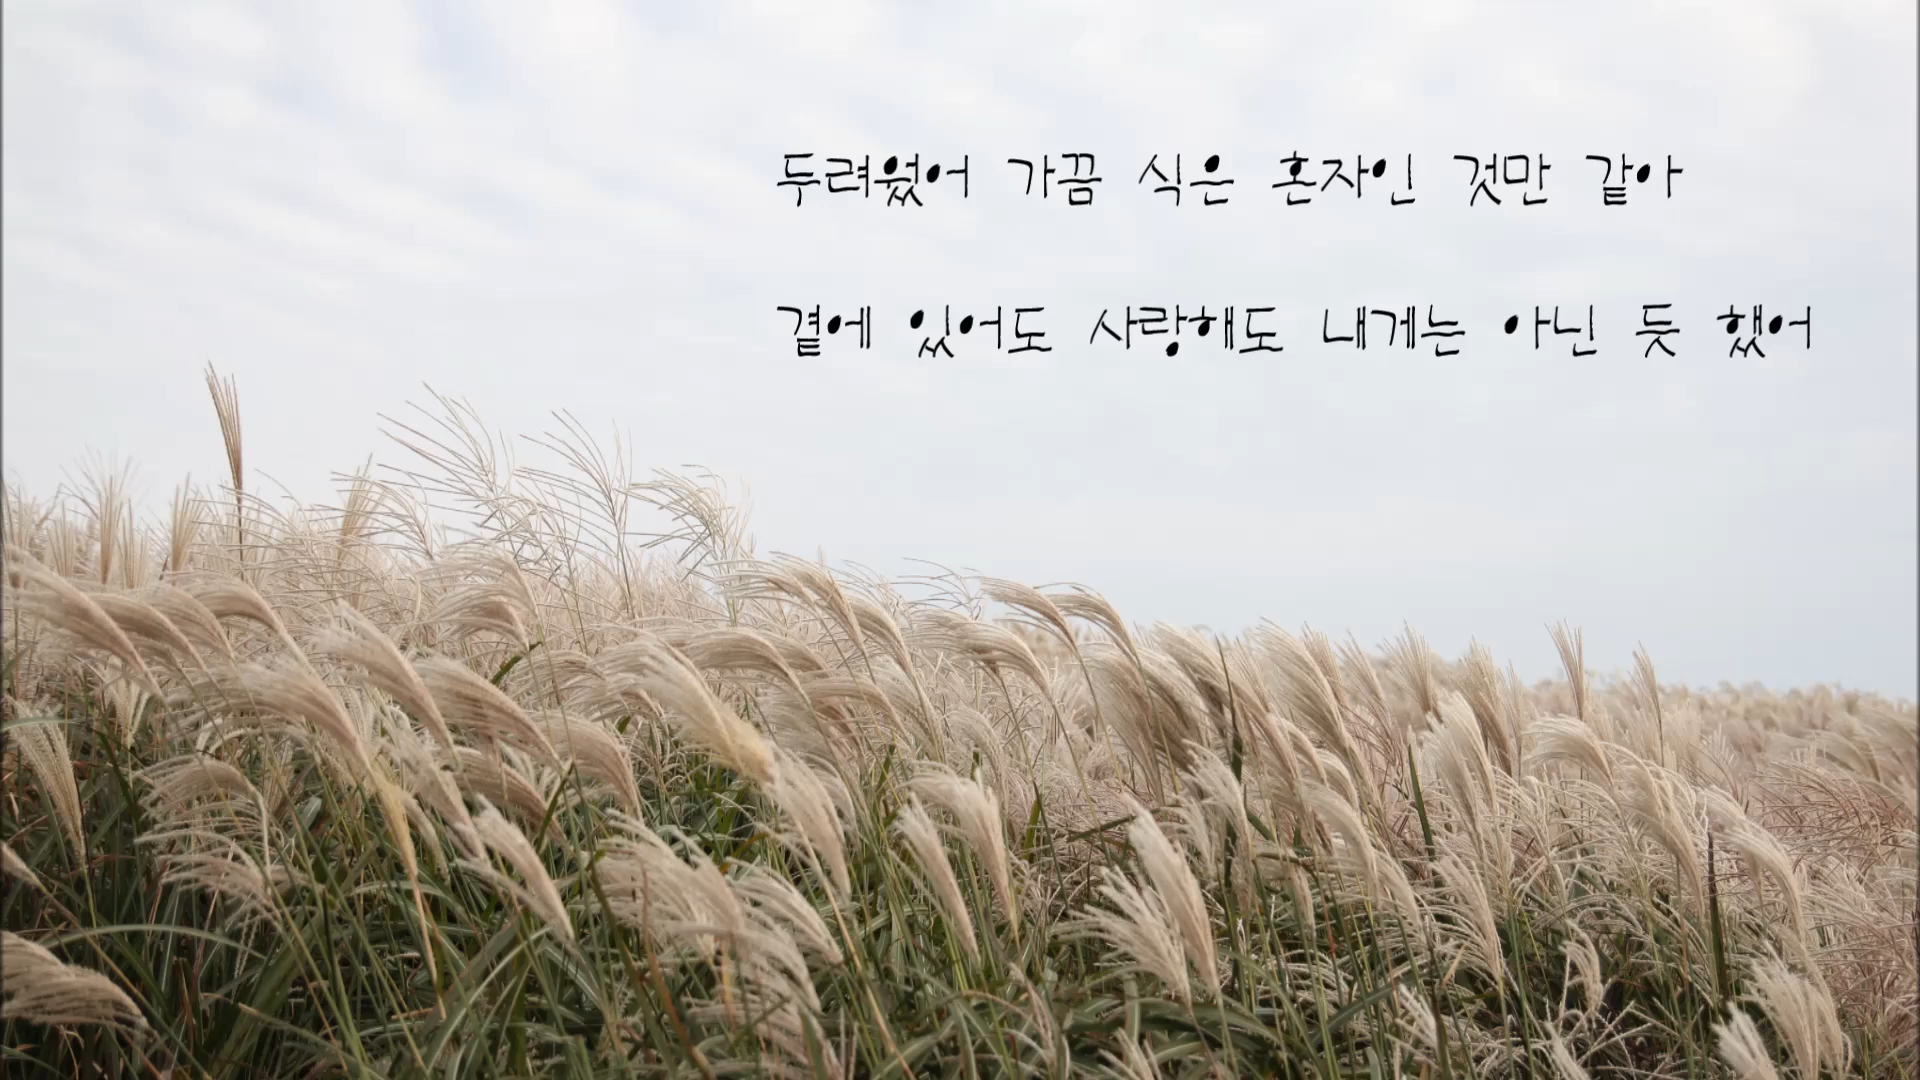 두려웠어 가끔 식은 혼자인 것만 같아
곁에 있어도 사랑해도 내게는 아닌 듯 했어